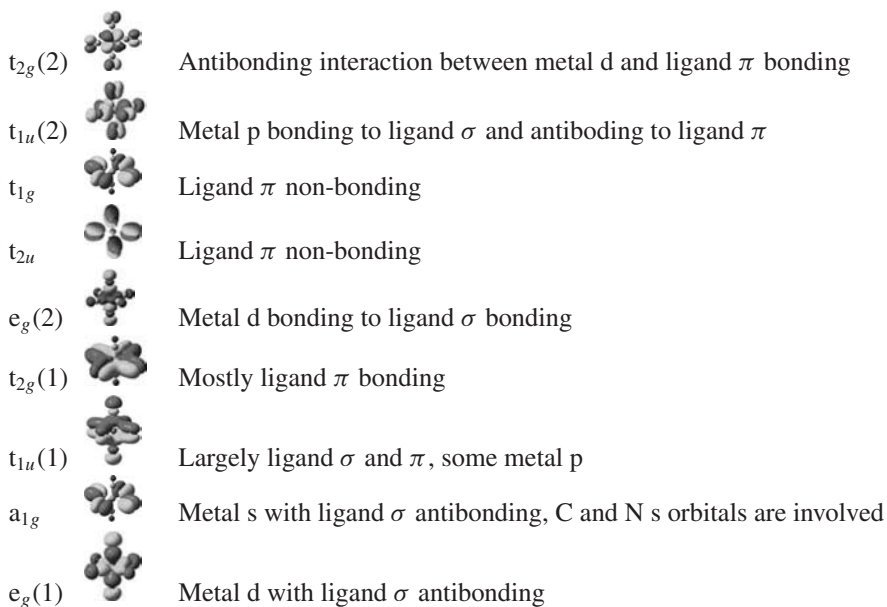 t2g(2) Antibonding interaction between metal d and ligand π bonding
t1u(2) Metal p bonding to ligand σ and antiboding to ligand π
t1g Ligand π non-bonding
t2u Ligand π non-bonding
eg(2) Metal d bonding to ligand σ bonding
t2g(1) Mostly ligand π bonding
t1u(1) Largely ligand σ and π, some metal p
a1g Metal s with ligand σ antibonding, C and N s orbitals are involved
eg(1) Metal d with ligand σ antibonding